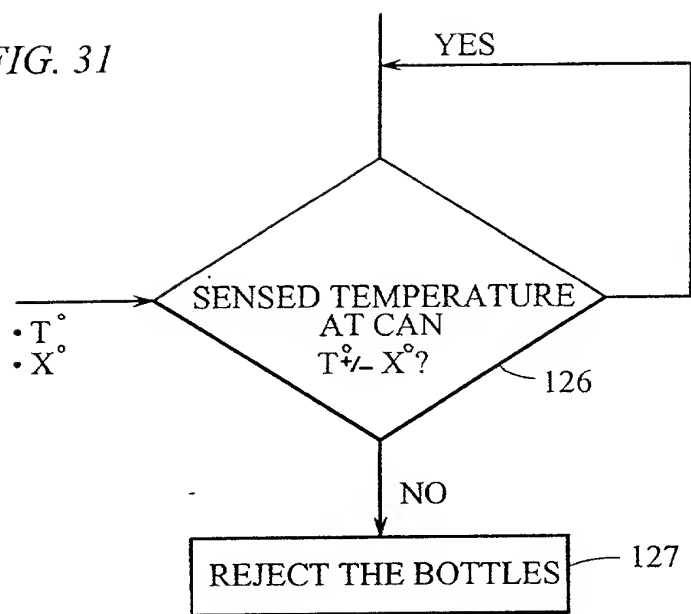 FIG. 31
YES
SENSED TEMPERATURE
AT CAN
T°+/- X°?
• T°
• X°
126
NO
REJECT THE BOTTLES
127